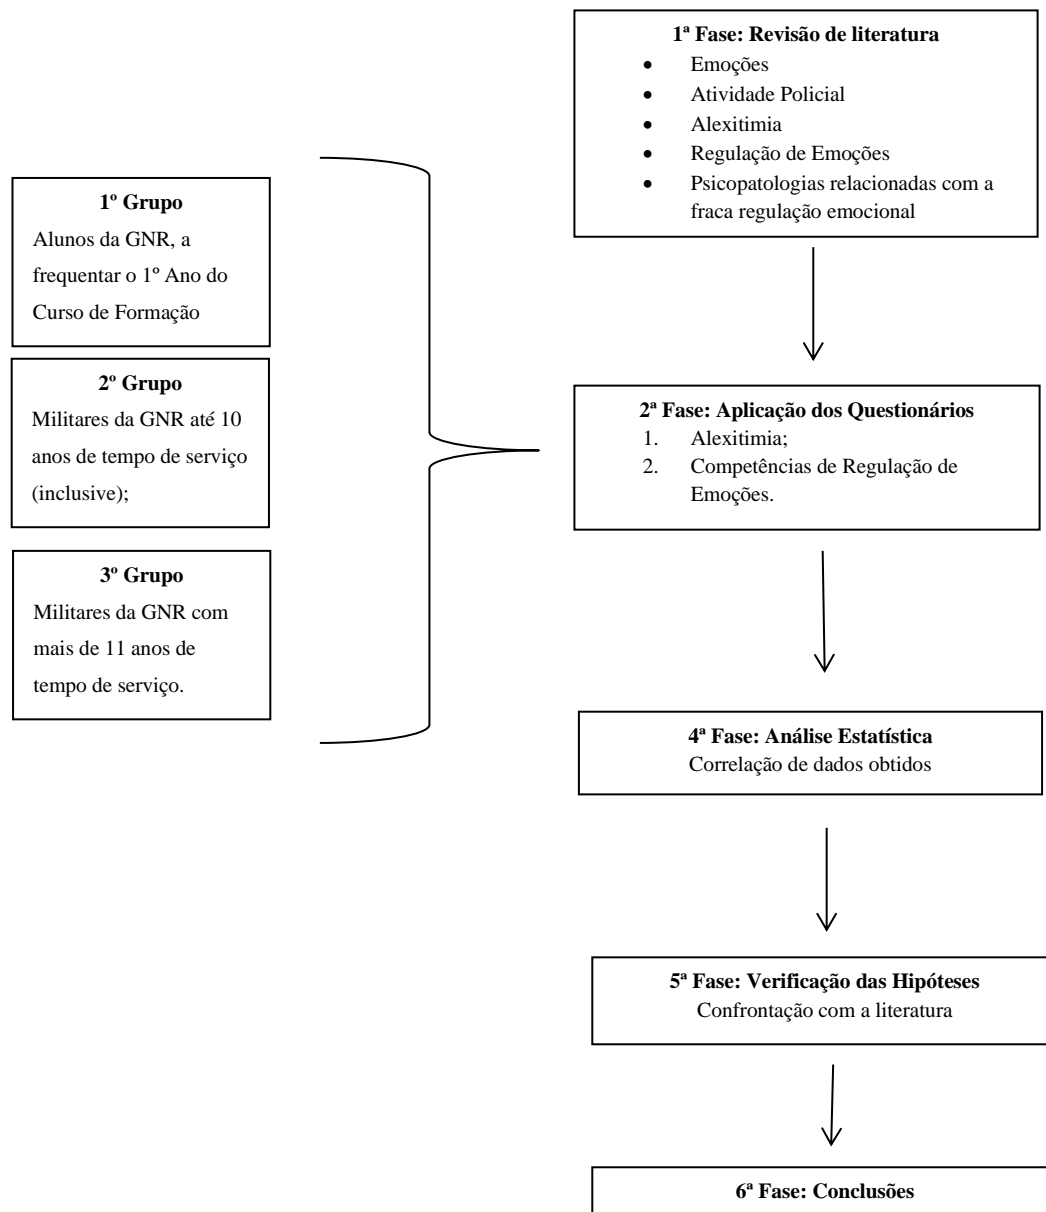 1ª Fase: Revisão de literatura
• Emoções
• Atividade Policial
• Alexitimia
• Regulação de Emoções
• Psicopatologias relacionadas com a
fraca regulação emocional
1º Grupo
Alunos da GNR, a
frequentar o 1º Ano do
Curso de Formação
2º Grupo
Militares da GNR até 10
anos de tempo de serviço
(inclusive);
3º Grupo
Militares da GNR com
mais de 11 anos de
tempo de serviço.
2ª Fase: Aplicação dos Questionários
1. Alexitimia;
2. Competências de Regulação de
Emoções.
4ª Fase: Análise Estatística
Correlação de dados obtidos
5ª Fase: Verificação das Hipóteses
Confrontação com a literatura
6ª Fase: Conclusões